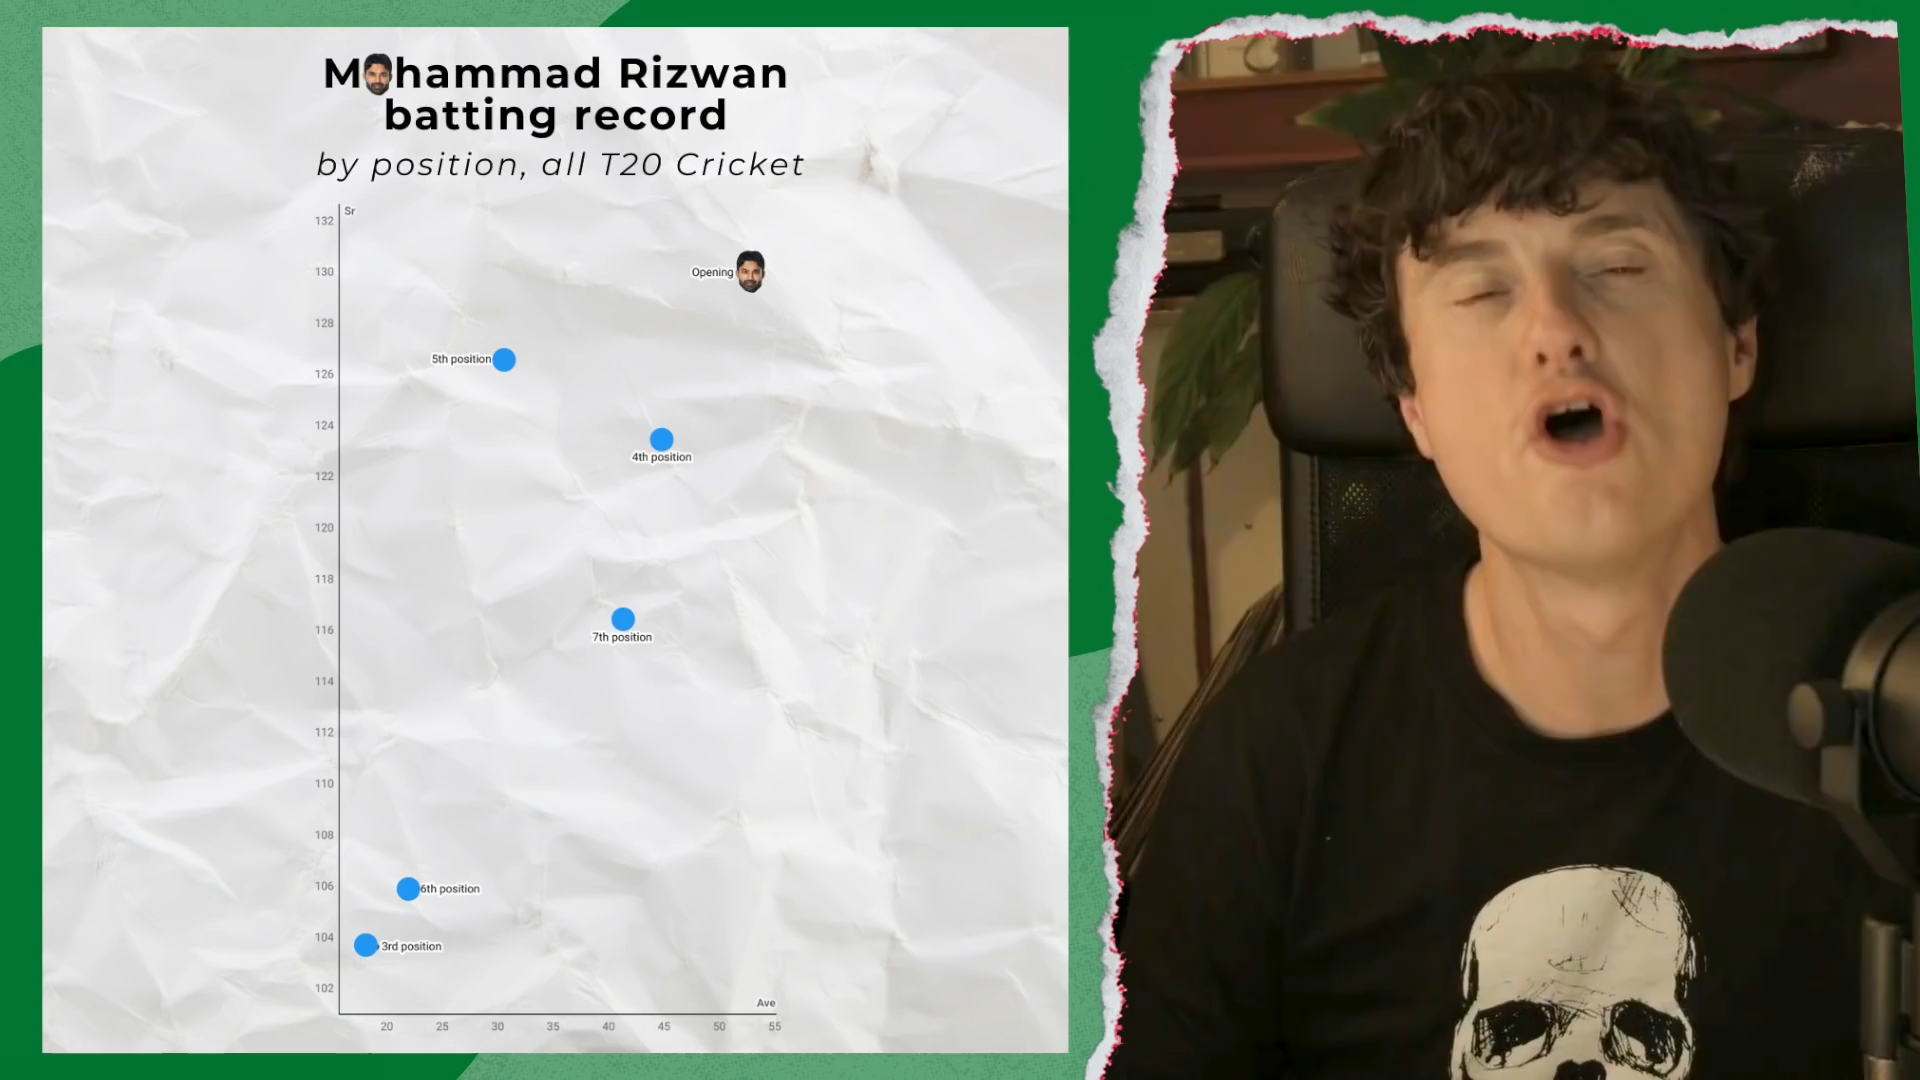 M hammad Rizwan
batting record
by position, all T20 Cricket
Sr
132
130
128
126
124
122
120
118
116
114
112
110
108
106
104
102
Opening
5th position
4th position
7th position
6th position
3rd position
Ave
20 25 30 35 40 45 50 55